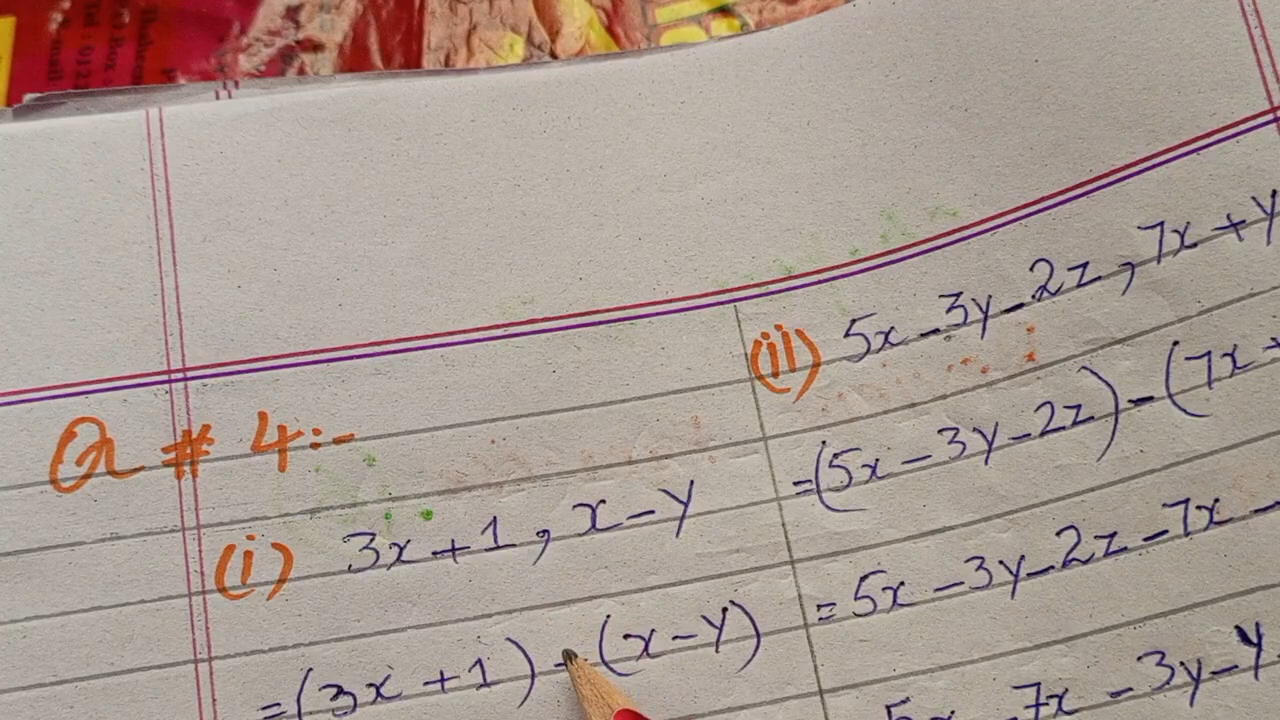 Q # 4:-
(i) 3x+1, x-y
=(3x+1)-(x-y)
(ii) 5x-3y-2z, 7x+y
=(5x-3y-2z)-(7x+
=5x-3y-2z-7x-
5x-7x-3y-y-